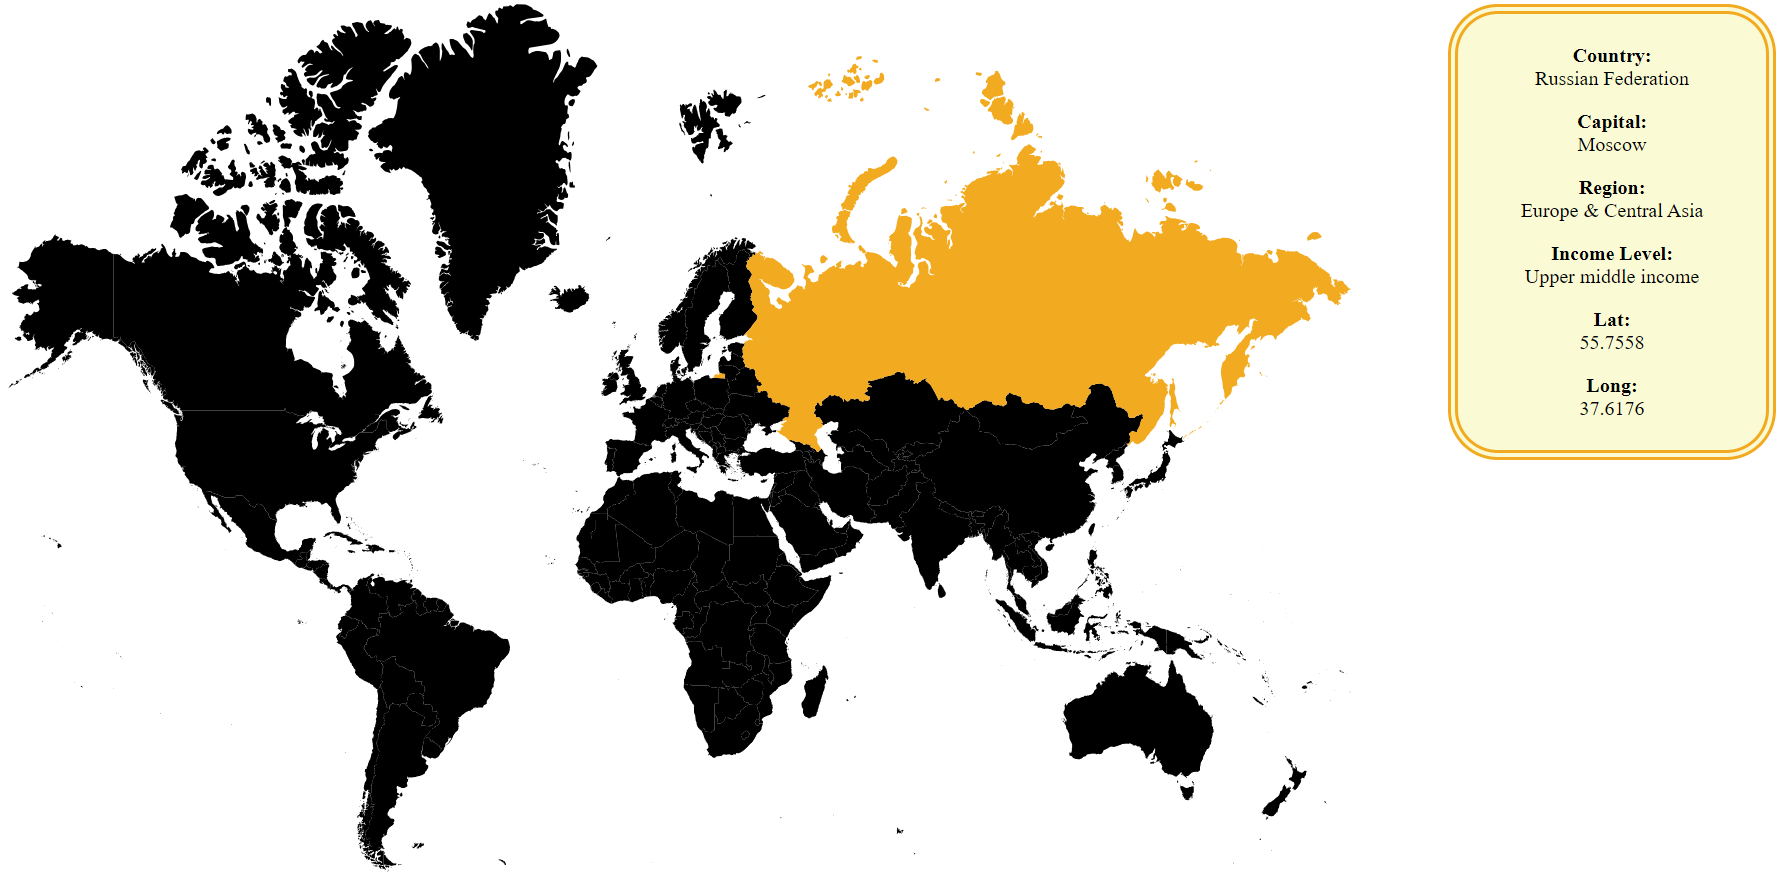 Country:
Russian Federation
Capital:
Moscow
Region:
Europe & Central Asia
Income Level:
Upper middle income
Lat:
55.7558
Long:
37.6176